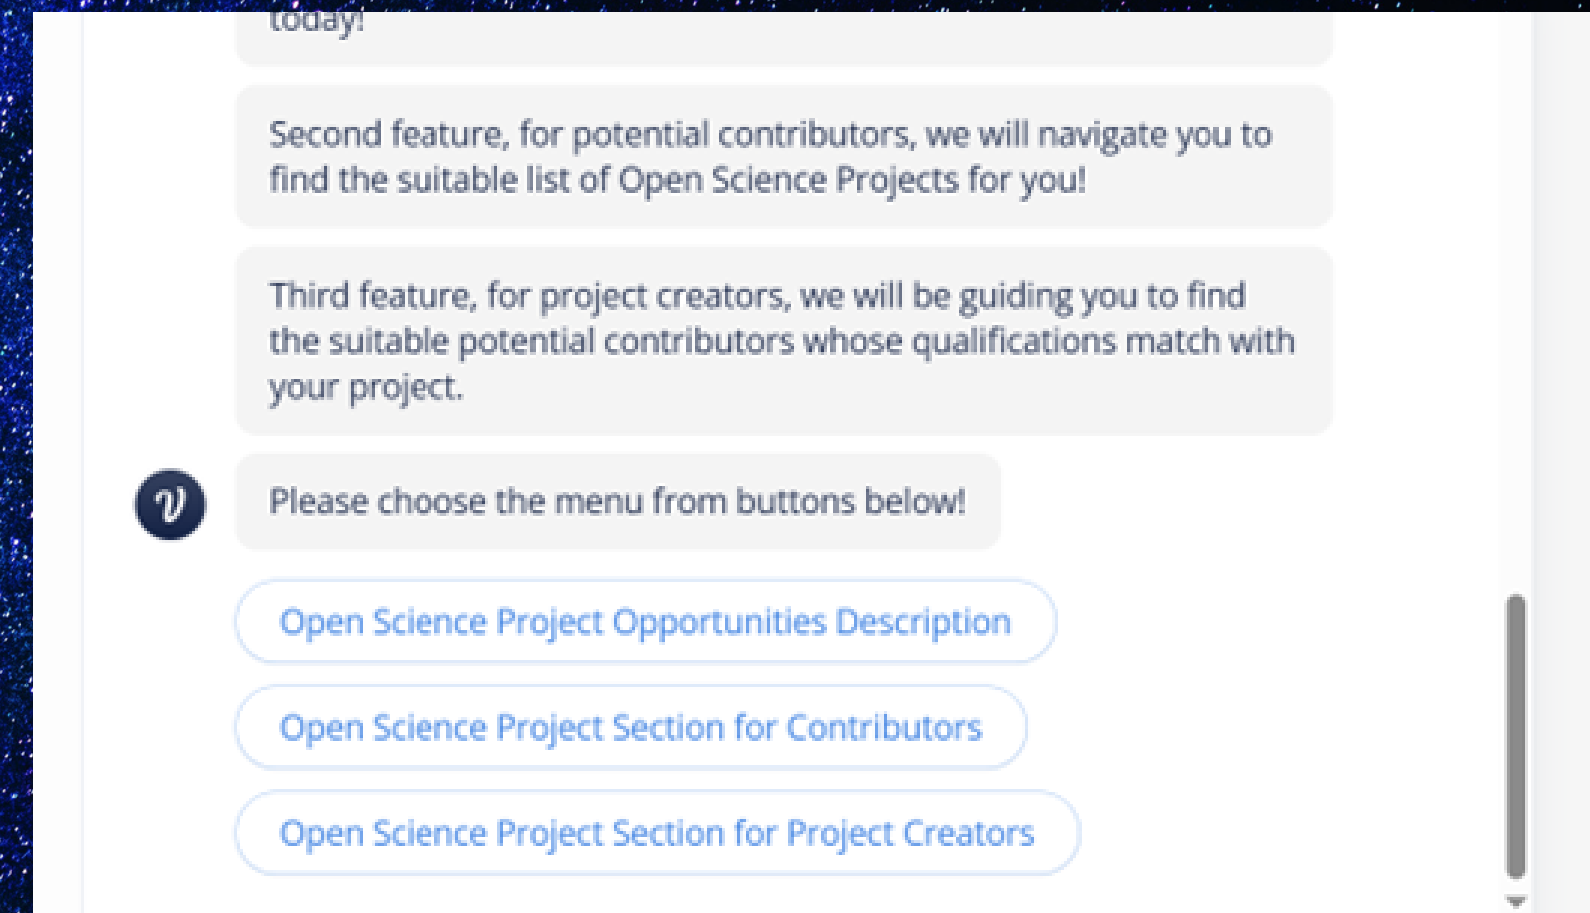 today!
Second feature, for potential contributors, we will navigate you to
find the suitable list of Open Science Projects for you!
Third feature, for project creators, we will be guiding you to find
the suitable potential contributors whose qualifications match with
your project.
Please choose the menu from buttons below!
Open Science Project Opportunities Description
Open Science Project Section for Contributors
Open Science Project Section for Project Creators